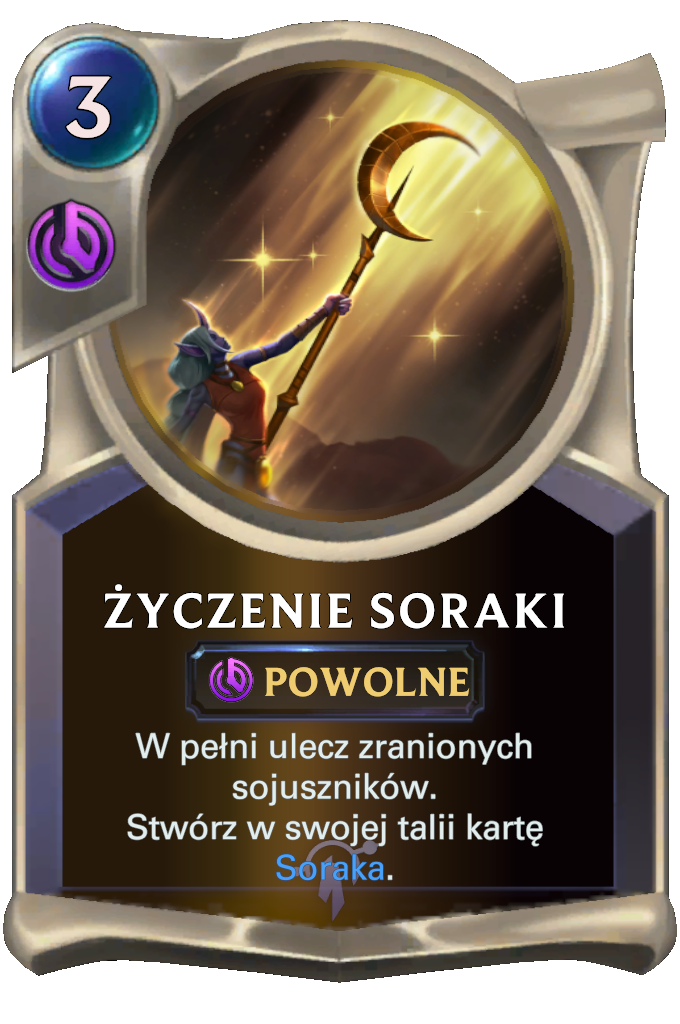 3
ŻYCZENIE SORAKI
POWOLNE
W pełni ulecz zranionych
sojuszników.
Stwórz w swojej talii kartę
Soraka.